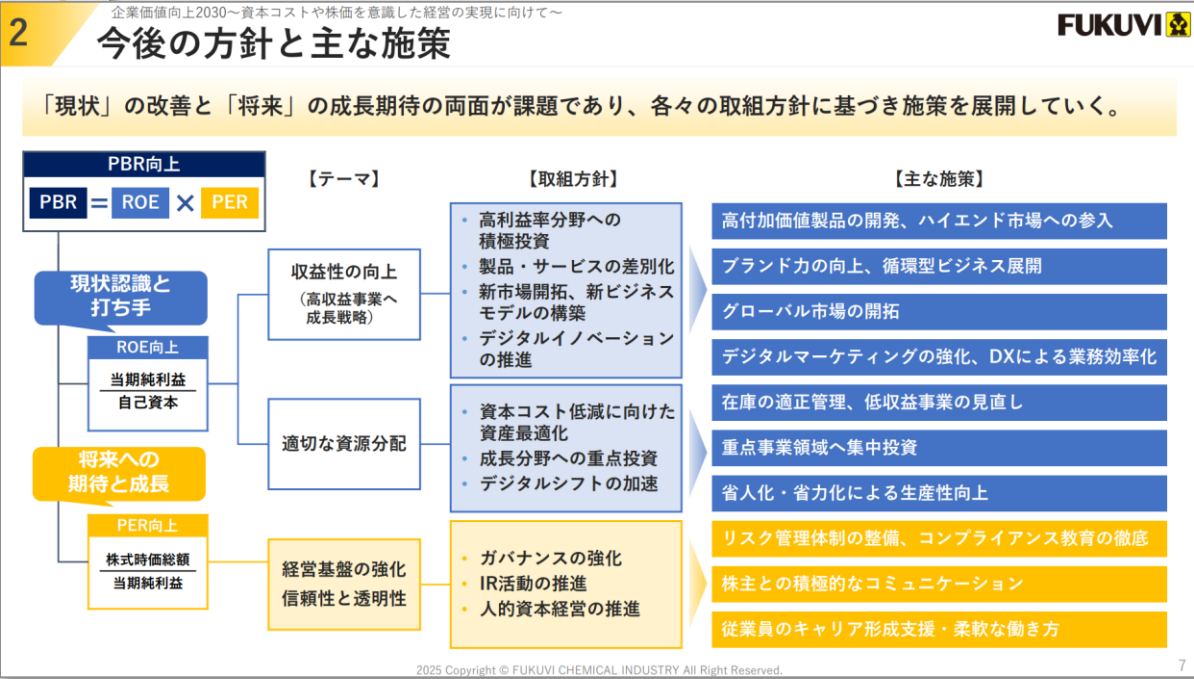 2
企業価値向上2030～資本コストや株価を意識した経営の実現に向けて～
今後の方針と主な施策
FUKUVI
「現状」の改善と「将来」の成長期待の両面が課題であり、各々の取組方針に基づき施策を展開していく。
PBR向上
PBR = ROE × PER
【テーマ】
【取組方針】
【主な施策】
現状認識と
打ち手
ROE向上
当期純利益
自己資本
将来への
期待と成長
PER向上
株式時価総額
当期純利益
収益性の向上
（高収益事業へ
成長戦略）
適切な資源分配
経営基盤の強化
信頼性と透明性
• 高利益率分野への
積極投資
• 製品・サービスの差別化
• 新市場開拓、新ビジネス
モデルの構築
• デジタルイノベーション
の推進
• 資本コスト低減に向けた
資産最適化
• 成長分野への重点投資
• デジタルシフトの加速
• ガバナンスの強化
• IR活動の推進
• 人的資本経営の推進
高付加価値製品の開発、ハイエンド市場への参入
ブランド力の向上、循環型ビジネス展開
グローバル市場の開拓
デジタルマーケティングの強化、DXによる業務効率化
在庫の適正管理、低収益事業の見直し
重点事業領域へ集中投資
省人化・省力化による生産性向上
リスク管理体制の整備、コンプライアンス教育の徹底
株主との積極的なコミュニケーション
従業員のキャリア形成支援・柔軟な働き方
2025 Copyright © FUKUVI CHEMICAL INDUSTRY All Right Reserved.
7